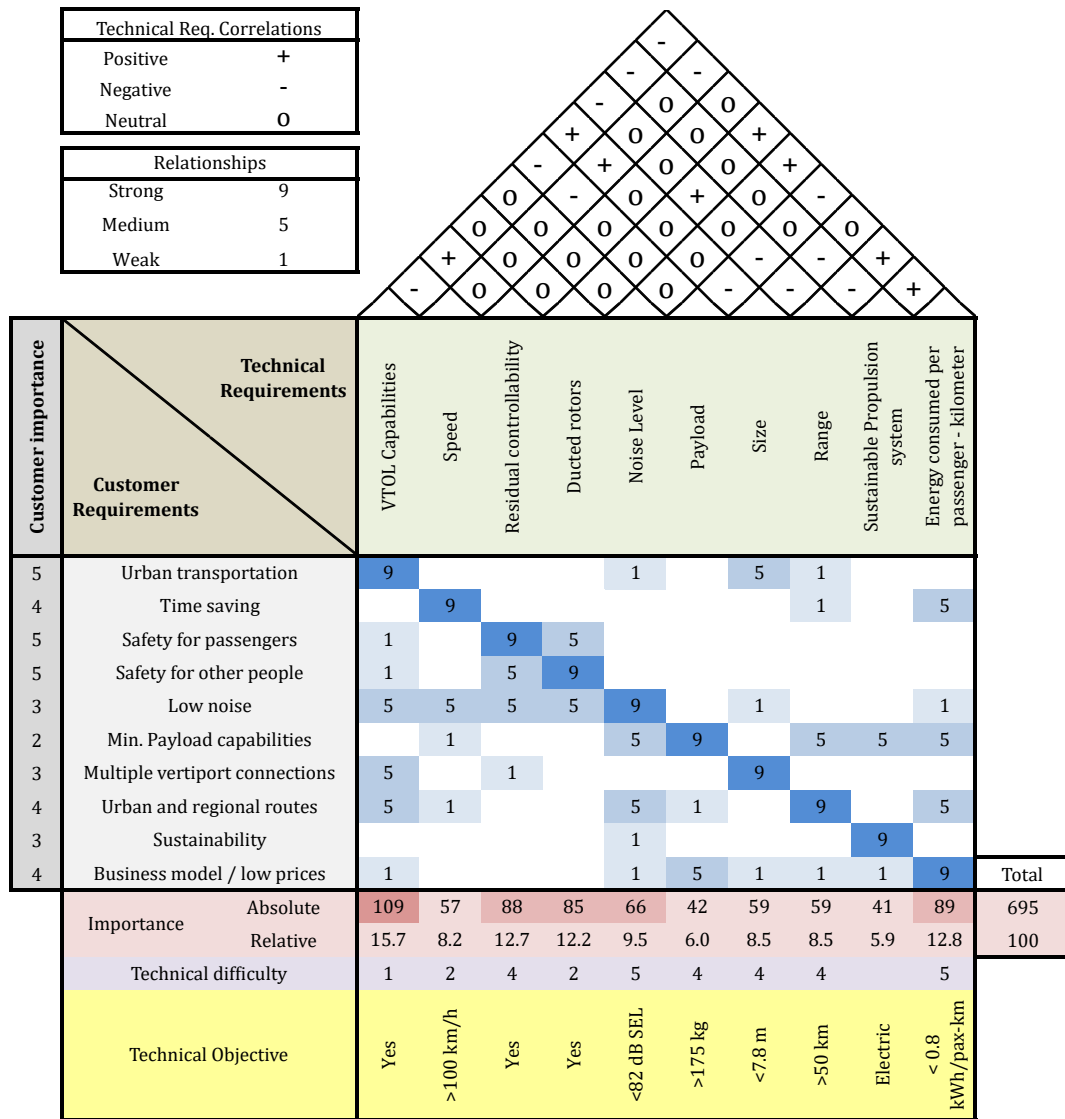 Technical Req. Correlations
Positive +
Negative -
Neutral o
Relationships
Strong 9
Medium 5
Weak 1
-
- -
- o o
+ o o +
- + o o +
o - o + o -
o o o o o o o
+ o o o o - - +
- o o o o - - - +
Customer importance
Technical
Requirements
Customer
Requirements
VTOL Capabilities
Speed
Residual controllability
Ducted rotors
Noise Level
Payload
Size
Range
Sustainable Propulsion
system
Energy consumed per
passenger - kilometer
5 Urban transportation 9 1 5 1
4 Time saving 9 1 5
5 Safety for passengers 1 9 5
5 Safety for other people 1 5 9
3 Low noise 5 5 5 5 9 1 1
2 Min. Payload capabilities 1 5 9 5 5 5
3 Multiple vertiport connections 5 1 9
4 Urban and regional routes 5 1 5 1 9 5
3 Sustainability 1 9
4 Business model / low prices 1 1 5 1 1 1 9 Total
Importance
Absolute 109 57 88 85 66 42 59 59 41 89 695
Relative 15.7 8.2 12.7 12.2 9.5 6.0 8.5 8.5 5.9 12.8 100
Technical difficulty 1 2 4 2 5 4 4 4 5
Technical Objective
Yes
>100 km/h
Yes
Yes
<82 dB SEL
>175 kg
<7.8 m
>50 km
Electric
< 0.8
kWh/pax-km